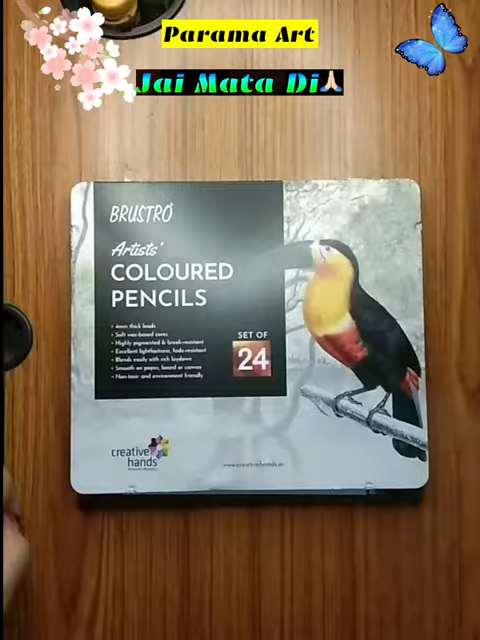 Parama Art
Jai Mata Di🙏🏻
BRUSTRO
Artists'
COLOURED
PENCILS
• 4mm thick leads
• Soft wax-based cores
• Highly pigmented & break-resistant
• Excellent lightfastness, fade-resistant
• Blends easily with rich laydown
• Smooth on paper, board or canvas
• Non-toxic and environment friendly
SET OF
24
creative
hands
www.creativehands.in